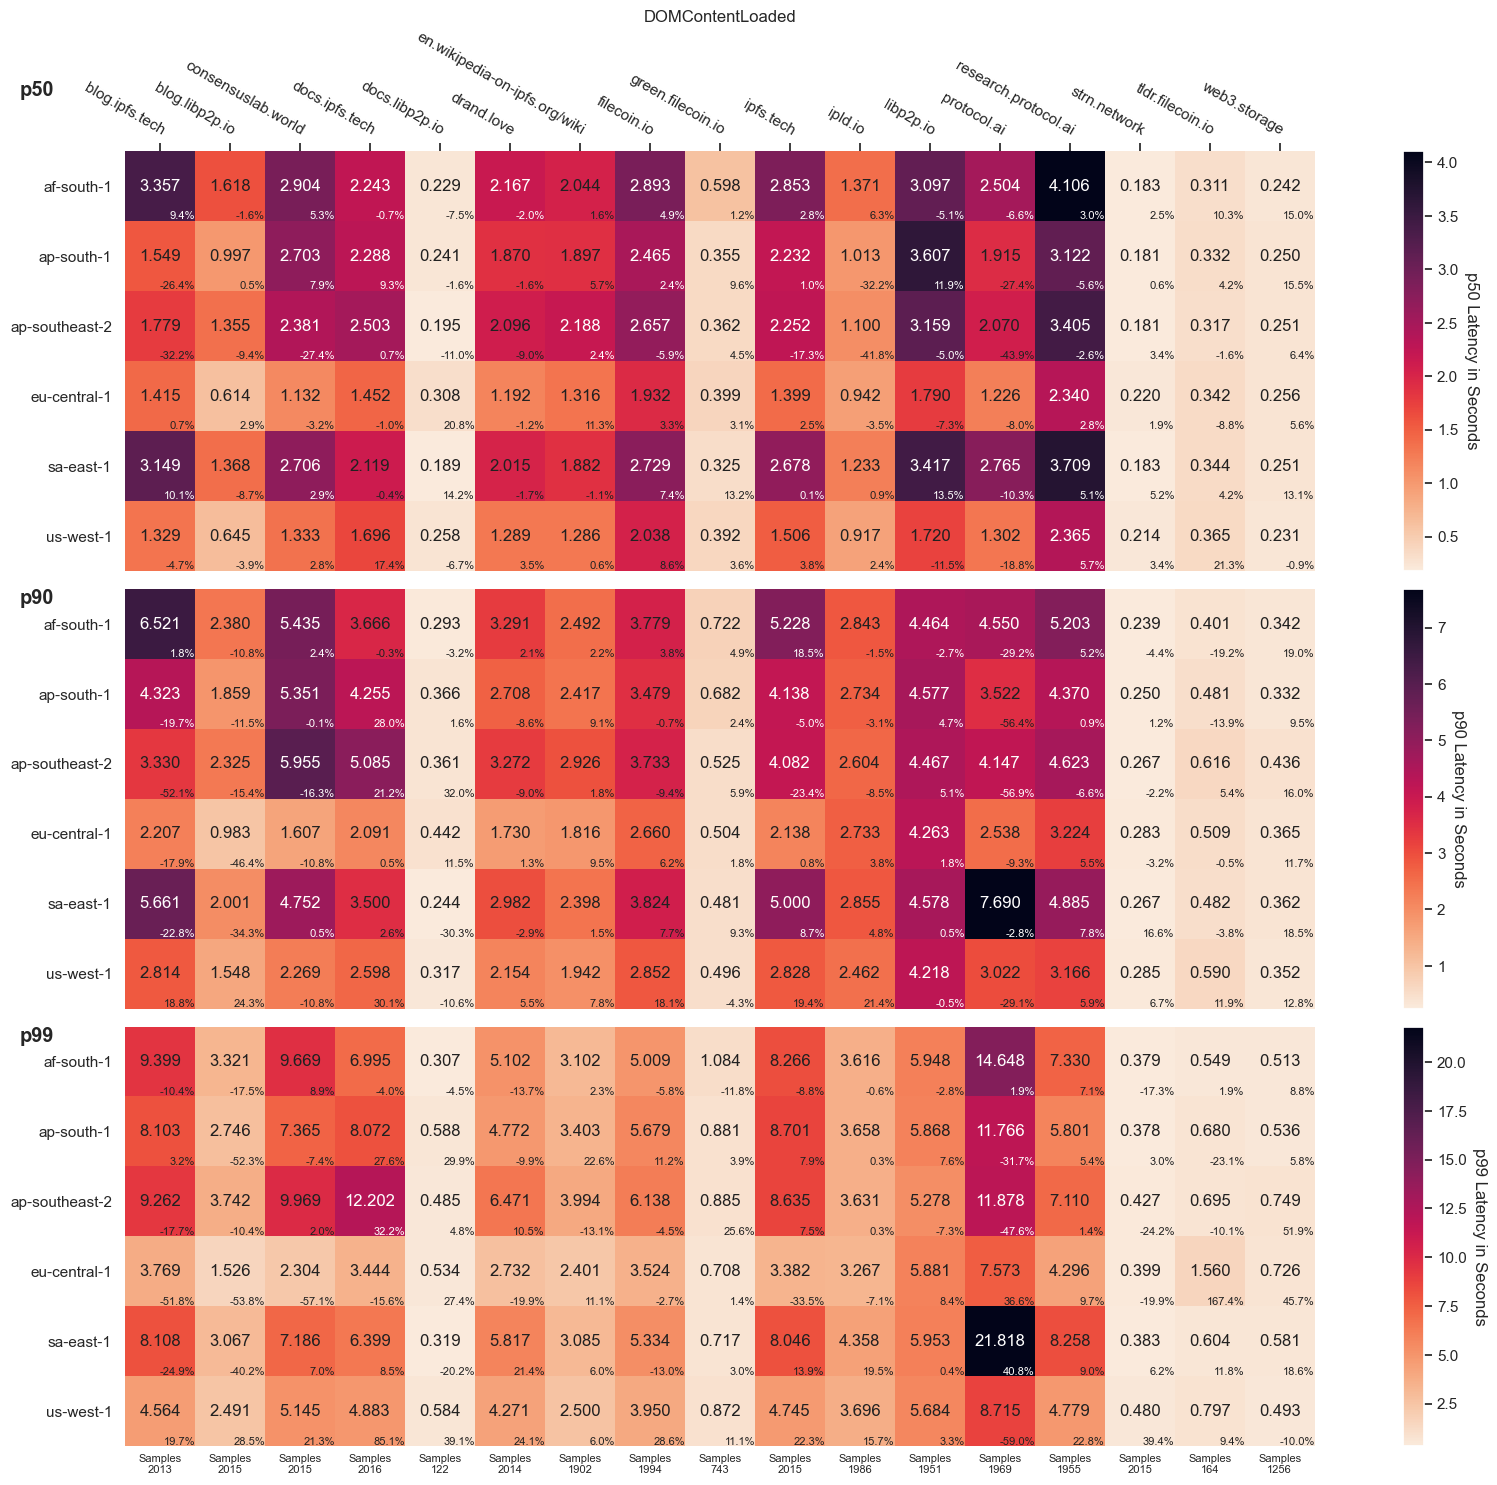 DOMContentLoaded
p50
blog.ipfs.tech
blog.libp2p.io
consensuslab.world
docs.ipfs.tech
docs.libp2p.io
drand.love
en.wikipedia-on-ipfs.org/wiki
filecoin.io
green.filecoin.io
ipfs.tech
ipld.io
libp2p.io
protocol.ai
research.protocol.ai
strn.network
tldr.filecoin.io
web3.storage
af-south-1 3.357 1.618 2.904 2.243 0.229 2.167 2.044 2.893 0.598 2.853 1.371 3.097 2.504 4.106 0.183 0.311 0.242
9.4% -1.6% 5.3% -0.7% -7.5% -2.0% 1.6% 4.9% 1.2% 2.8% 6.3% -5.1% -6.6% 3.0% 2.5% 10.3% 15.0%
ap-south-1 1.549 0.997 2.703 2.288 0.241 1.870 1.897 2.465 0.355 2.232 1.013 3.607 1.915 3.122 0.181 0.332 0.250
-26.4% 0.5% 7.9% 9.3% -1.6% -1.6% 5.7% 2.4% 9.6% 1.0% -32.2% 11.9% -27.4% -5.6% 0.6% 4.2% 15.5%
ap-southeast-2 1.779 1.355 2.381 2.503 0.195 2.096 2.188 2.657 0.362 2.252 1.100 3.159 2.070 3.405 0.181 0.317 0.251
-32.2% -9.4% -27.4% 0.7% -11.0% -9.0% 2.4% -5.9% 4.5% -17.3% -41.8% -5.0% -43.9% -2.6% 3.4% -1.6% 6.4%
eu-central-1 1.415 0.614 1.132 1.452 0.308 1.192 1.316 1.932 0.399 1.399 0.942 1.790 1.226 2.340 0.220 0.342 0.256
0.7% 2.9% -3.2% -1.0% 20.8% -1.2% 11.3% 3.3% 3.1% 2.5% -3.5% -7.3% -8.0% 2.8% 1.9% -8.8% 5.6%
sa-east-1 3.149 1.368 2.706 2.119 0.189 2.015 1.882 2.729 0.325 2.678 1.233 3.417 2.765 3.709 0.183 0.344 0.251
10.1% -8.7% 2.9% -0.4% 14.2% -1.7% -1.1% 7.4% 13.2% 0.1% 0.9% 13.5% -10.3% 5.1% 5.2% 4.2% 13.1%
us-west-1 1.329 0.645 1.333 1.696 0.258 1.289 1.286 2.038 0.392 1.506 0.917 1.720 1.302 2.365 0.214 0.365 0.231
-4.7% -3.9% 2.8% 17.4% -6.7% 3.5% 0.6% 8.6% 3.6% 3.8% 2.4% -11.5% -18.8% 5.7% 3.4% 21.3% -0.9%
4.0
3.5
3.0
2.5
2.0
1.5
1.0
0.5
p50 Latency in Seconds
p90
af-south-1 6.521 2.380 5.435 3.666 0.293 3.291 2.492 3.779 0.722 5.228 2.843 4.464 4.550 5.203 0.239 0.401 0.342
1.8% -10.8% 2.4% -0.3% -3.2% 2.1% 2.2% 3.8% 4.9% 18.5% -1.5% -2.7% -29.2% 5.2% -4.4% -19.2% 19.0%
ap-south-1 4.323 1.859 5.351 4.255 0.366 2.708 2.417 3.479 0.682 4.138 2.734 4.577 3.522 4.370 0.250 0.481 0.332
-19.7% -11.5% -0.1% 28.0% 1.6% -8.6% 9.1% -0.7% 2.4% -5.0% -3.1% 4.7% -56.4% 0.9% 1.2% -13.9% 9.5%
ap-southeast-2 3.330 2.325 5.955 5.085 0.361 3.272 2.926 3.733 0.525 4.082 2.604 4.467 4.147 4.623 0.267 0.616 0.436
-52.1% -15.4% -16.3% 21.2% 32.0% -9.0% 1.8% -9.4% 5.9% -23.4% -8.5% 5.1% -56.9% -6.6% -2.2% 5.4% 16.0%
eu-central-1 2.207 0.983 1.607 2.091 0.442 1.730 1.816 2.660 0.504 2.138 2.733 4.263 2.538 3.224 0.283 0.509 0.365
-17.9% -46.4% -10.8% 0.5% 11.5% 1.3% 9.5% 6.2% 1.8% 0.8% 3.8% 1.8% -9.3% 5.5% -3.2% -0.5% 11.7%
sa-east-1 5.661 2.001 4.752 3.500 0.244 2.982 2.398 3.824 0.481 5.000 2.855 4.578 7.690 4.885 0.267 0.482 0.362
-22.8% -34.3% 0.5% 2.6% -30.3% -2.9% 1.5% 7.7% 9.3% 8.7% 4.8% 0.5% -2.8% 7.8% 16.6% -3.8% 18.5%
us-west-1 2.814 1.548 2.269 2.598 0.317 2.154 1.942 2.852 0.496 2.828 2.462 4.218 3.022 3.166 0.285 0.590 0.352
18.8% 24.3% -10.8% 30.1% -10.6% 5.5% 7.8% 18.1% -4.3% 19.4% 21.4% -0.5% -29.1% 5.9% 6.7% 11.9% 12.8%
7
6
5
4
3
2
1
p90 Latency in Seconds
p99
af-south-1 9.399 3.321 9.669 6.995 0.307 5.102 3.102 5.009 1.084 8.266 3.616 5.948 14.648 7.330 0.379 0.549 0.513
-10.4% -17.5% 8.9% -4.0% -4.5% -13.7% 2.3% -5.8% -11.8% -8.8% -0.6% -2.8% 1.9% 7.1% -17.3% 1.9% 8.8%
ap-south-1 8.103 2.746 7.365 8.072 0.588 4.772 3.403 5.679 0.881 8.701 3.658 5.868 11.766 5.801 0.378 0.680 0.536
3.2% -52.3% -7.4% 27.6% 29.9% -9.9% 22.6% 11.2% 3.9% 7.9% 0.3% 7.6% -31.7% 5.4% 3.0% -23.1% 5.8%
ap-southeast-2 9.262 3.742 9.969 12.202 0.485 6.471 3.994 6.138 0.885 8.635 3.631 5.278 11.878 7.110 0.427 0.695 0.749
-17.7% -10.4% 2.0% 32.2% 4.8% 10.5% -13.1% -4.5% 25.6% 7.5% 0.3% -7.3% -47.6% 1.4% -24.2% -10.1% 51.9%
eu-central-1 3.769 1.526 2.304 3.444 0.534 2.732 2.401 3.524 0.708 3.382 3.267 5.881 7.573 4.296 0.399 1.560 0.726
-51.8% -53.8% -57.1% -15.6% 27.4% -19.9% 11.1% -2.7% 1.4% -33.5% -7.1% 8.4% 36.6% 9.7% -19.9% 167.4% 45.7%
sa-east-1 8.108 3.067 7.186 6.399 0.319 5.817 3.085 5.334 0.717 8.046 4.358 5.953 21.818 8.258 0.383 0.604 0.581
-24.9% -40.2% 7.0% 8.5% -20.2% 21.4% 6.0% -13.0% 3.0% 13.9% 19.5% 0.4% 40.8% 9.0% 6.2% 11.8% 18.6%
us-west-1 4.564 2.491 5.145 4.883 0.584 4.271 2.500 3.950 0.872 4.745 3.696 5.684 8.715 4.779 0.480 0.797 0.493
19.7% 28.5% 21.3% 85.1% 39.1% 24.1% 6.0% 28.6% 11.1% 22.3% 15.7% 3.3% -59.0% 22.8% 39.4% 9.4% -10.0%
20.0
17.5
15.0
12.5
10.0
7.5
5.0
2.5
p99 Latency in Seconds
Samples Samples Samples Samples Samples Samples Samples Samples Samples Samples Samples Samples Samples Samples Samples Samples Samples
2013 2015 2015 2016 122 2014 1902 1994 743 2015 1986 1951 1969 1955 2015 164 1256